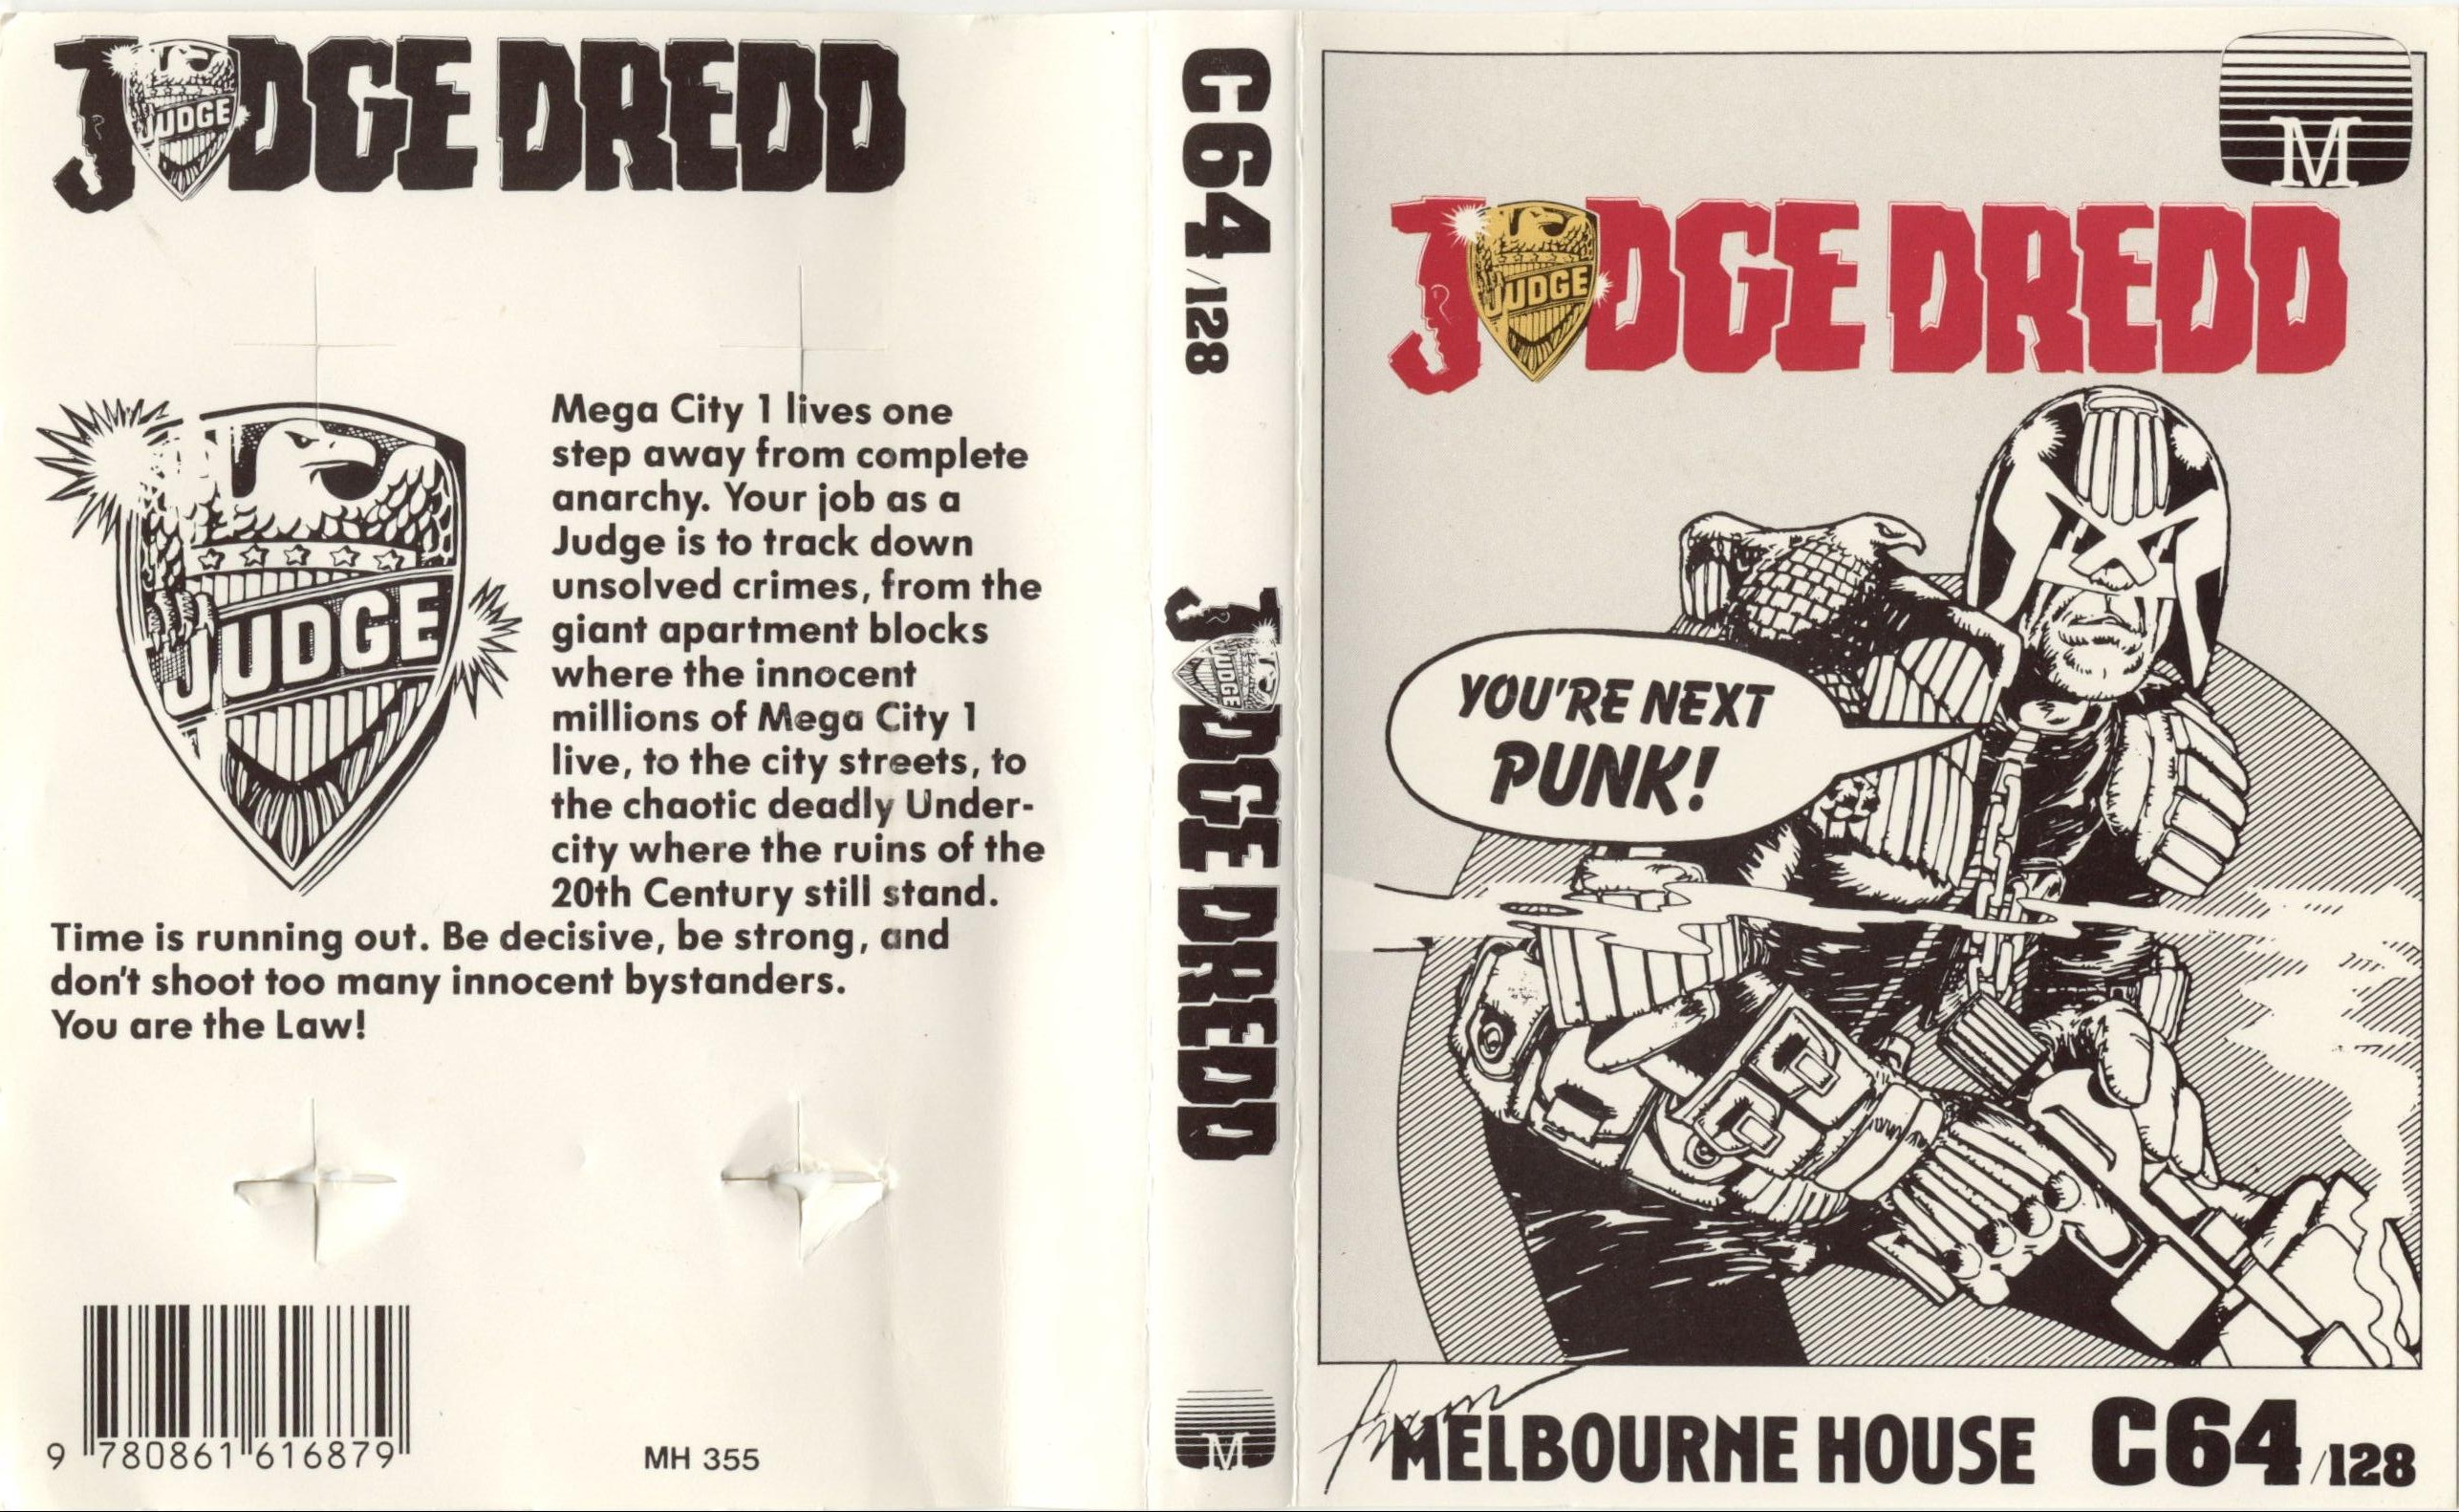 JUDGE DREDD
JUDGE
JUDGE
Mega City 1 lives one
step away from complete
anarchy. Your job as a
Judge is to track down
unsolved crimes, from the
giant apartment blocks
where the innocent
millions of Mega City 1
live, to the city streets, to
the chaotic deadly Under-
city where the ruins of the
20th Century still stand.
Time is running out. Be decisive, be strong, and
don't shoot too many innocent bystanders.
You are the Law!
9 780861 616879
MH 355
C64/128
JUDGE DREDD
JUDGE
M
M
JUDGE DREDD
JUDGE
YOU'RE NEXT
PUNK!
from
MELBOURNE HOUSE C64/128